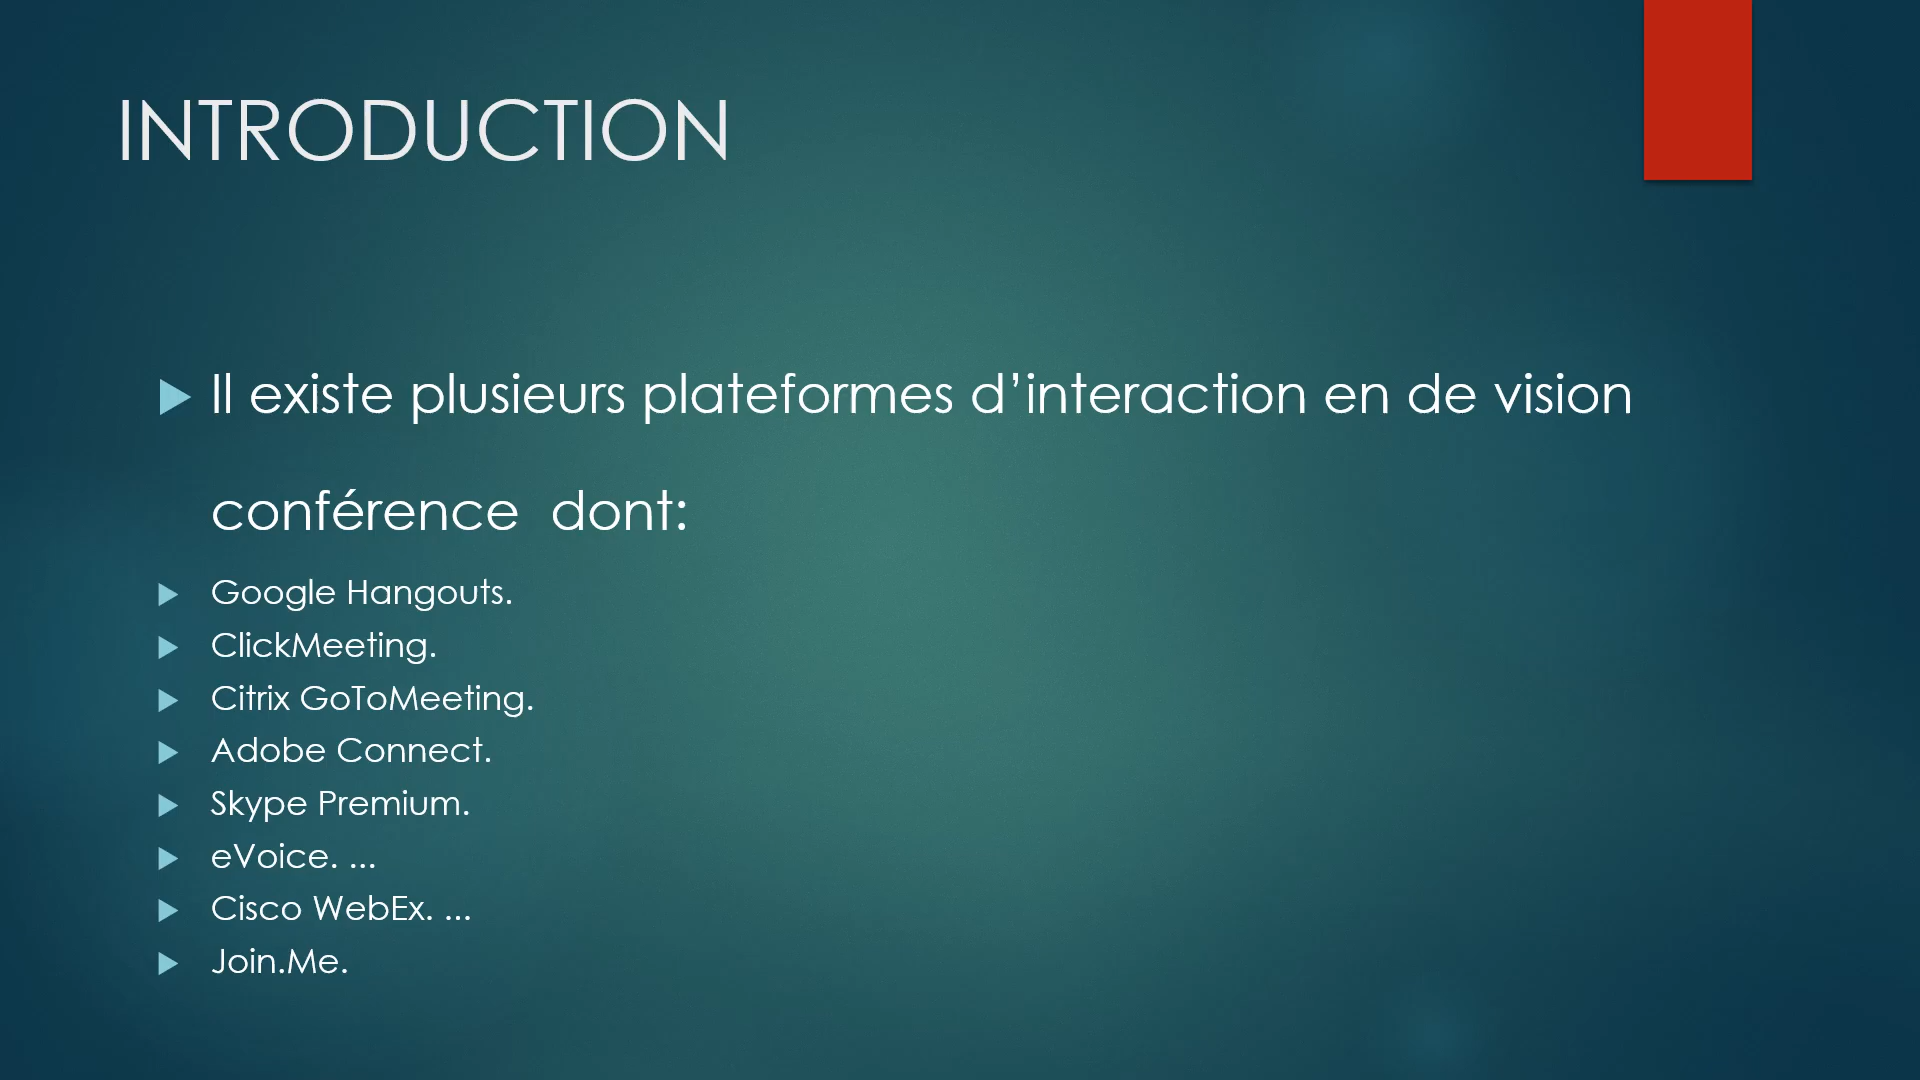 INTRODUCTION
Il existe plusieurs plateformes d’interaction en de vision
conférence  dont:
Google Hangouts.
ClickMeeting.
Citrix GoToMeeting.
Adobe Connect.
Skype Premium.
eVoice. ...
Cisco WebEx. ...
Join.Me.